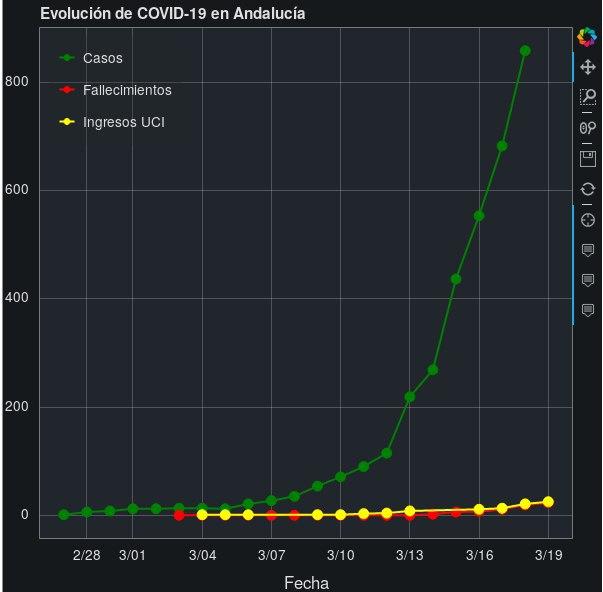 Evolución de COVID-19 en Andalucía
Casos
Fallecimientos
Ingresos UCI
800
600
400
200
0
2/28 3/01 3/04 3/07 3/10 3/13 3/16 3/19
Fecha